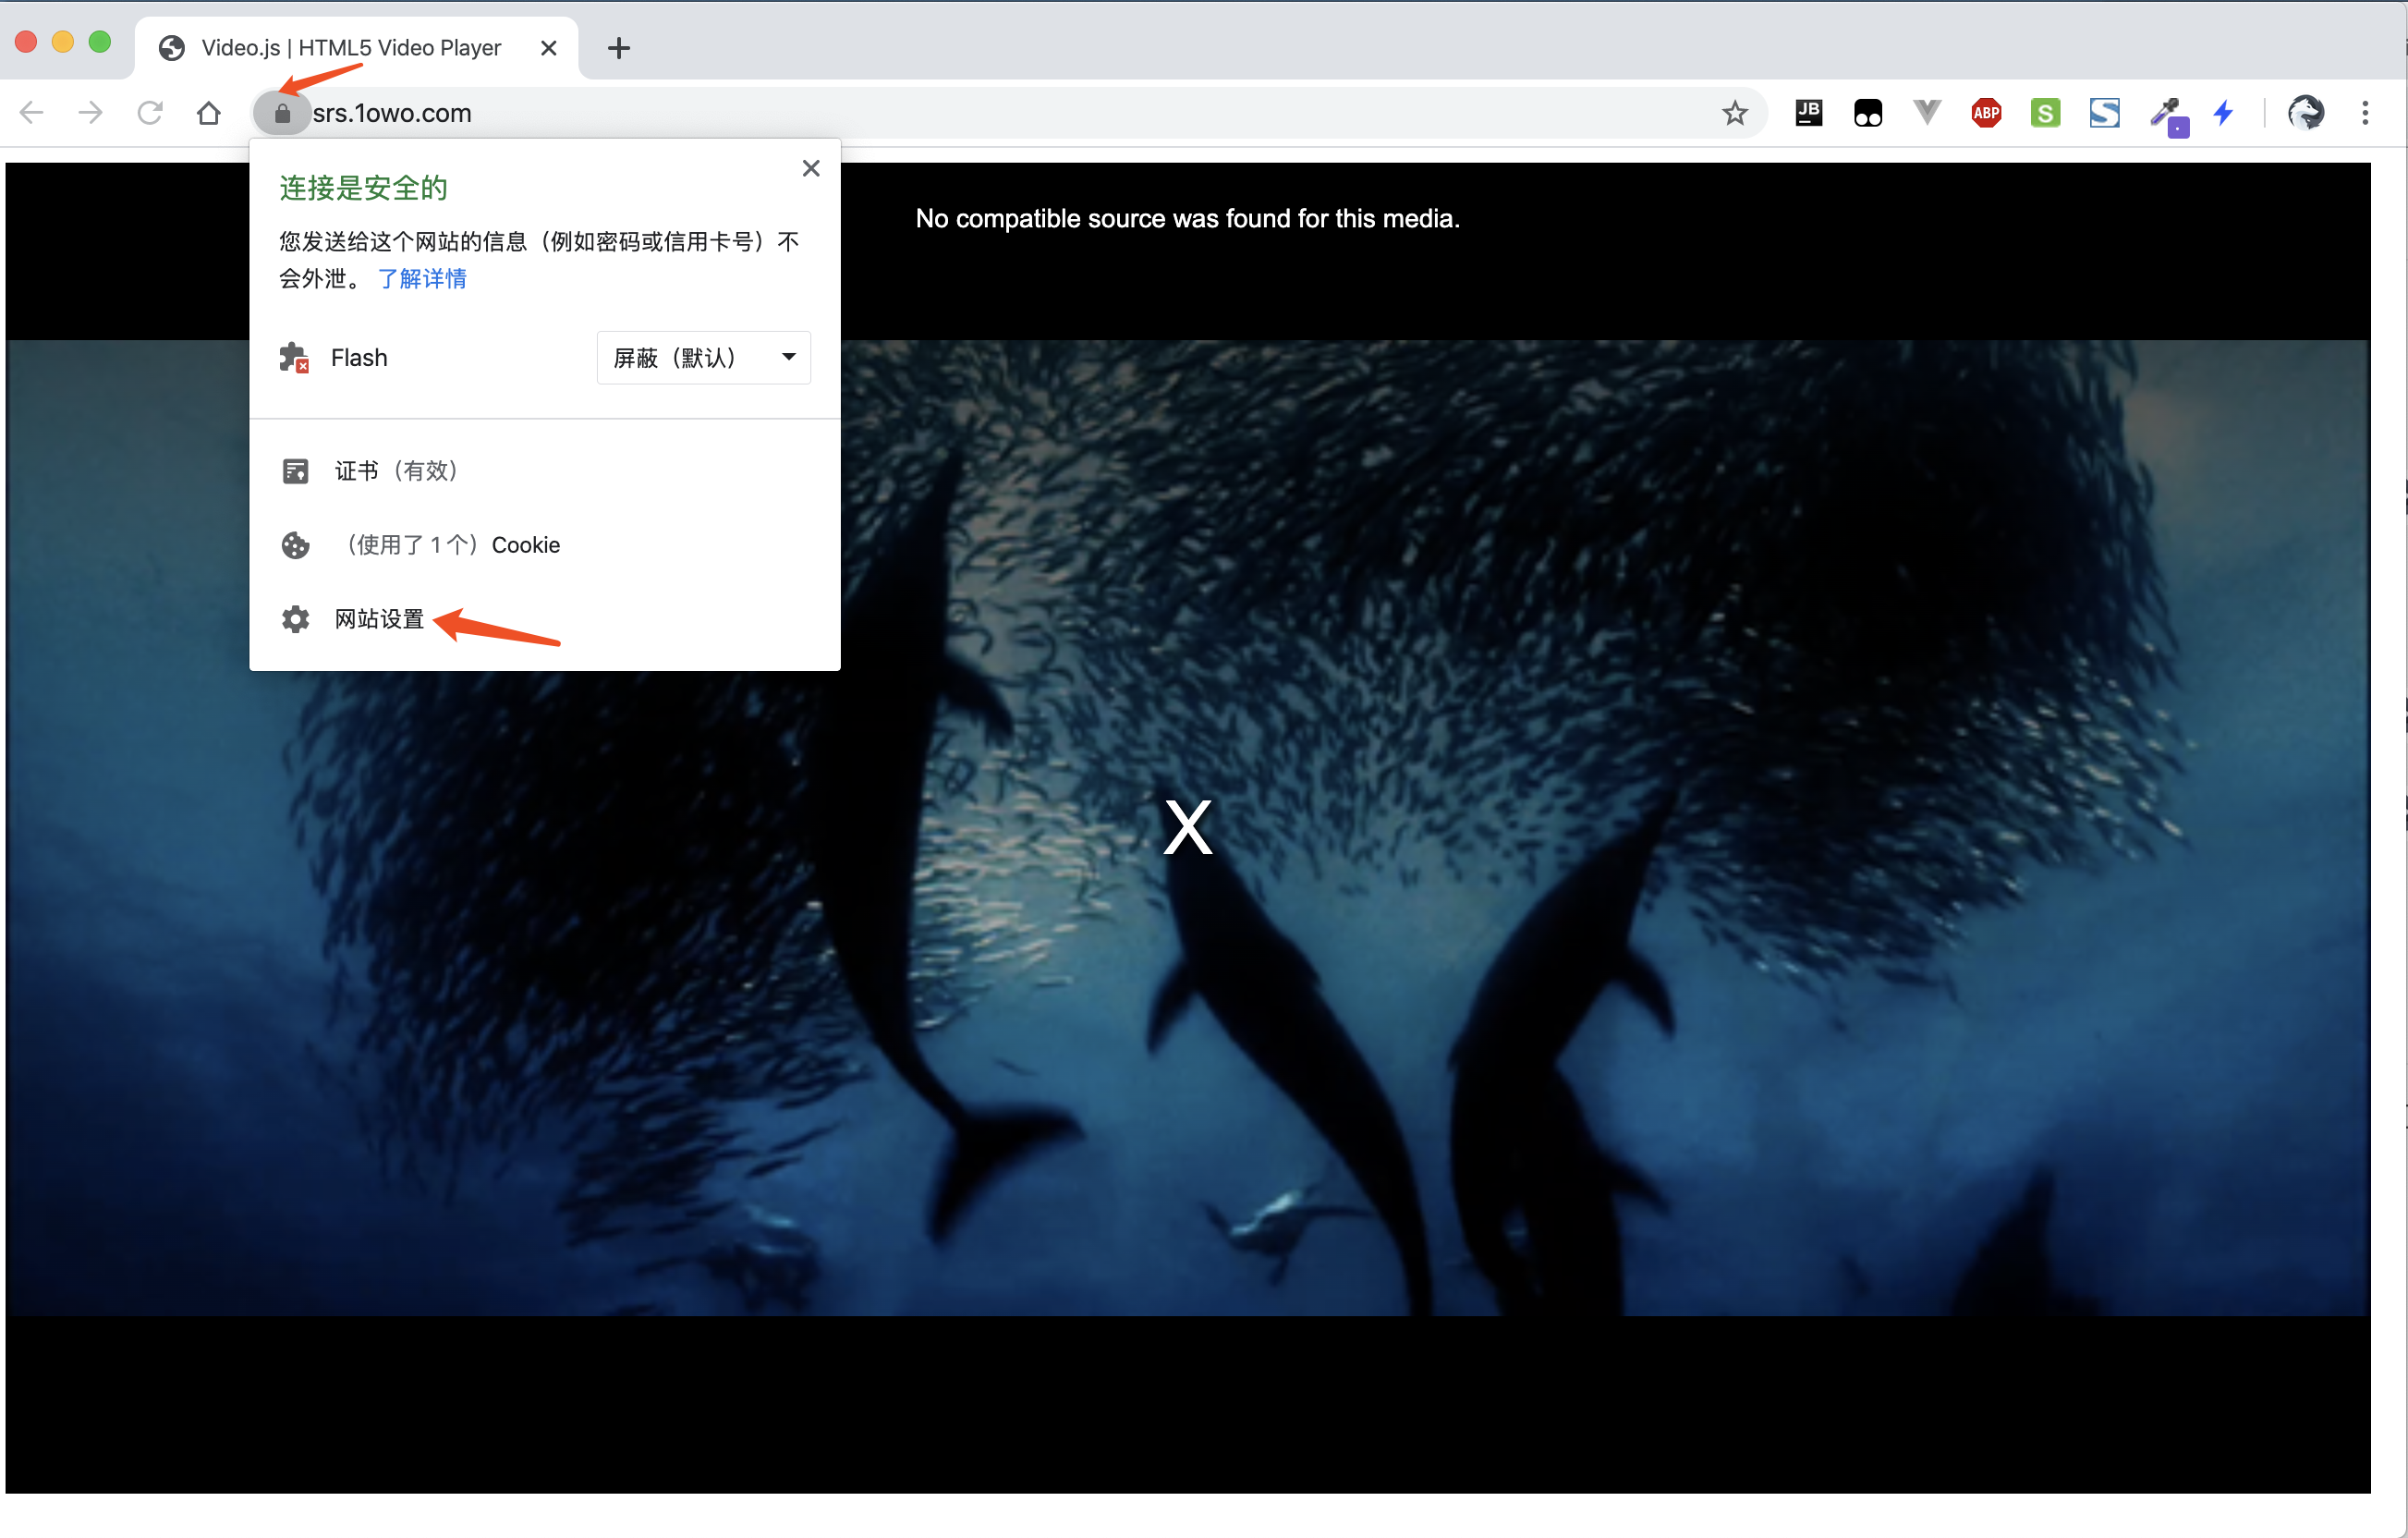 Video.js | HTML5 Video Player
srs.1owo.com
JB
ABP
S
连接是安全的
您发送给这个网站的信息（例如密码或信用卡号）不
会外泄。 了解详情
Flash
屏蔽（默认）
证书（有效）
（使用了 1 个）Cookie
网站设置
No compatible source was found for this media.
X